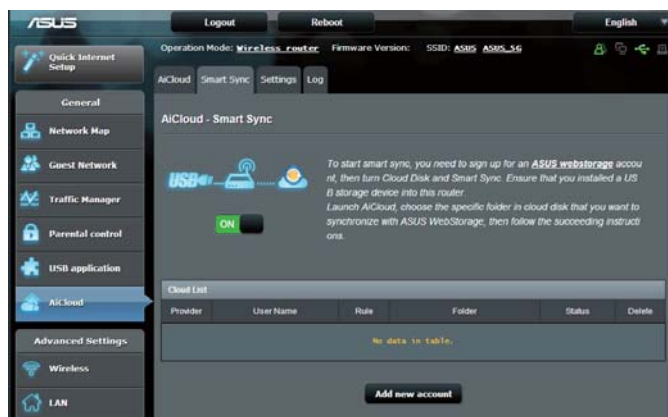 ASUS
Logout
Reboot
English
Quick Internet
Setup
Operation Mode: Wireless router Firmware Version: SSID: ASUS ASUS_5G
AiCloud Smart Sync Settings Log
General
Network Map
Guest Network
Traffic Manager
Parental control
USB application
AiCloud
Advanced Settings
Wireless
LAN
AiCloud - Smart Sync
USB
ON
To start smart sync, you need to sign up for an ASUS webstorage accou
nt, then turn Cloud Disk and Smart Sync. Ensure that you installed a US
B storage device into this router.
Launch AiCloud, choose the specific folder in cloud disk that you want to
synchronize with ASUS WebStorage, then follow the succeeding instructi
ons.
Cloud List
Provider User Name Rule Folder Status Delete
No data in table.
Add new account